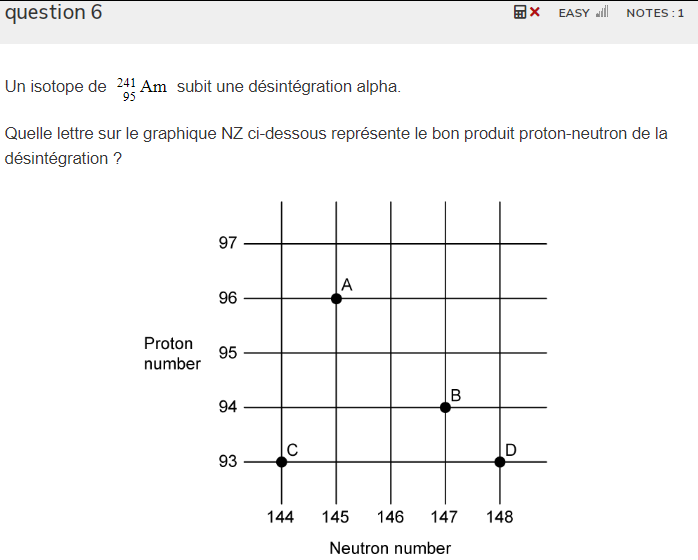 question 6 EASY NOTES : 1
Un isotope de ²⁴¹₉₅ Am subit une désintégration alpha.
Quelle lettre sur le graphique NZ ci-dessous représente le bon produit proton-neutron de la
désintégration ?
97
A
96
Proton
number
95
B
94
C D
93
144 145 146 147 148
Neutron number